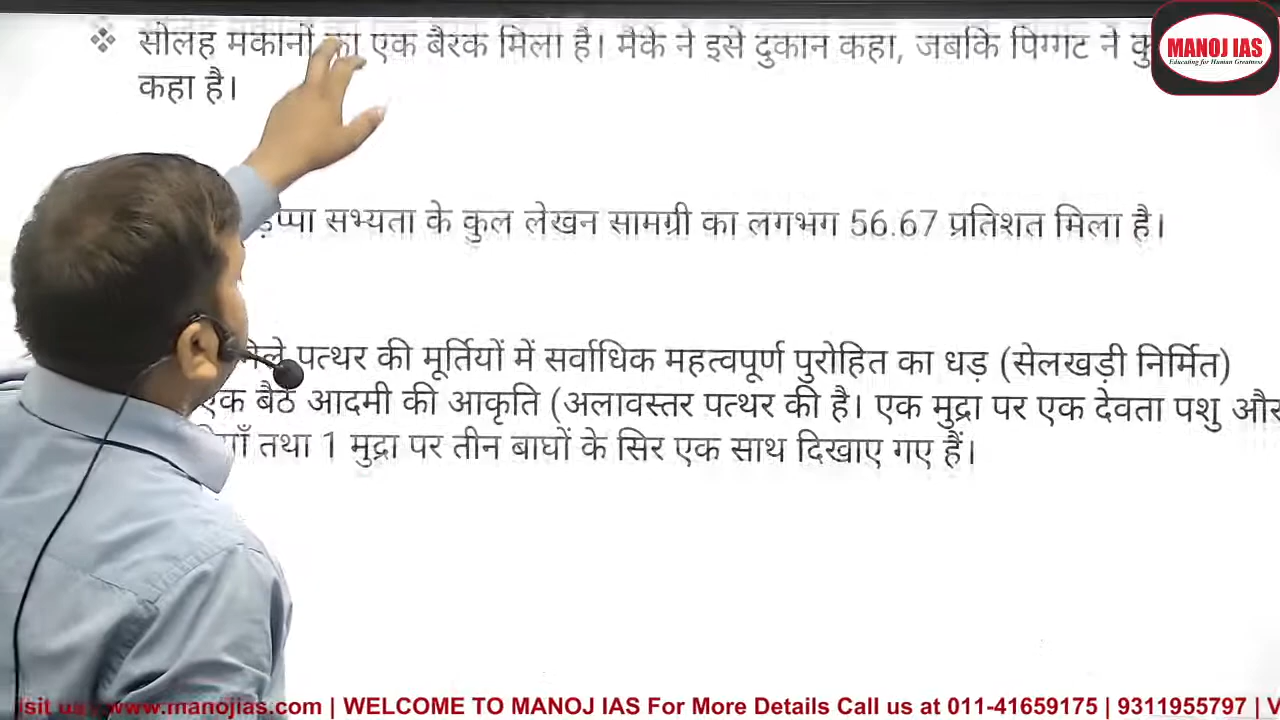 ❖ सोलह मकानों का एक बैरक मिला है। मैके ने इसे दुकान कहा, जबकि पिग्गट ने
कहा है।
सभ्यता के कुल लेखन सामग्री का लगभग 56.67 प्रतिशत मिला है।
पत्थर की मूर्तियों में सर्वाधिक महत्वपूर्ण पुरोहित का धड़ (सेलखड़ी निर्मित)
एक बैठे आदमी की आकृति (अलावस्तर पत्थर की है। एक मुद्रा पर एक देवता पशु और
तथा 1 मुद्रा पर तीन बाघों के सिर एक साथ दिखाए गए हैं।
MANOJ IAS
Educating for Human Greatness
us : www.manojias.com | WELCOME TO MANOJ IAS For More Details Call us at 011-41659175 | 9311955797 |